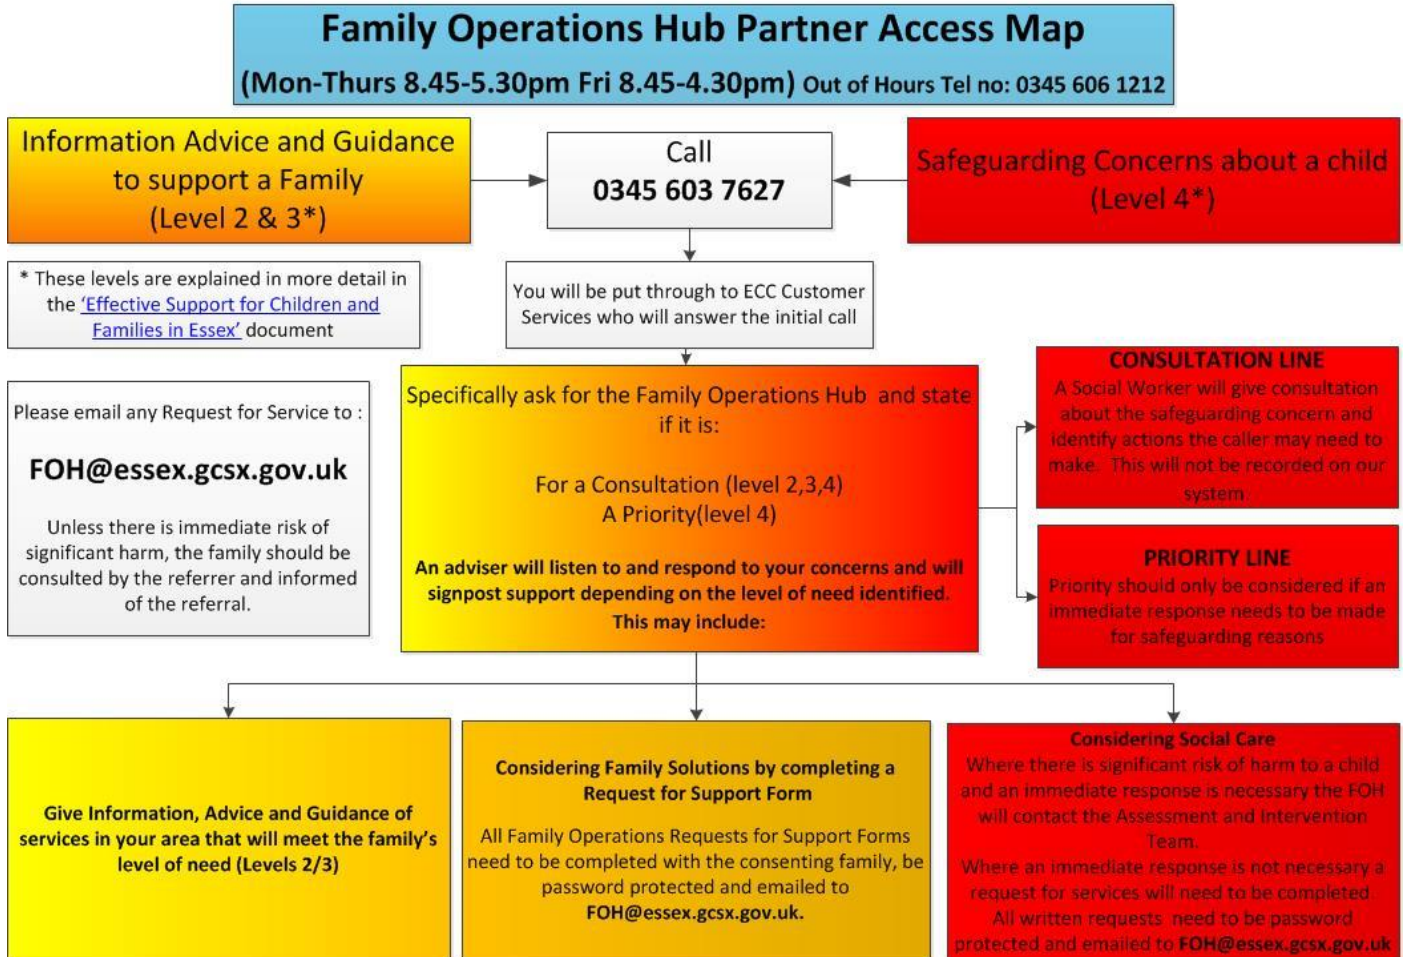 Family Operations Hub Partner Access Map
(Mon-Thurs 8.45-5.30pm Fri 8.45-4.30pm) Out of Hours Tel no: 0345 606 1212
Information Advice and Guidance
to support a Family
(Level 2 & 3*)
Call
0345 603 7627
Safeguarding Concerns about a child
(Level 4*)
* These levels are explained in more detail in
the 'Effective Support for Children and
Families in Essex' document
You will be put through to ECC Customer
Services who will answer the initial call
Please email any Request for Service to :
FOH@essex.gcsx.gov.uk
Unless there is immediate risk of
significant harm, the family should be
consulted by the referrer and informed
of the referral.
Specifically ask for the Family Operations Hub and state
if it is:
For a Consultation (level 2,3,4)
A Priority(level 4)
An adviser will listen to and respond to your concerns and will
signpost support depending on the level of need identified.
This may include:
CONSULTATION LINE
A Social Worker will give consultation
about the safeguarding concern and
identify actions the caller may need to
make. This will not be recorded on our
system.
PRIORITY LINE
Priority should only be considered if an
immediate response needs to be made
for safeguarding reasons
Give Information, Advice and Guidance of
services in your area that will meet the family's
level of need (Levels 2/3)
Considering Family Solutions by completing a
Request for Support Form
All Family Operations Requests for Support Forms
need to be completed with the consenting family, be
password protected and emailed to
FOH@essex.gcsx.gov.uk.
Considering Social Care
Where there is significant risk of harm to a child
and an immediate response is necessary the FOH
will contact the Assessment and Intervention
Team.
Where an immediate response is not necessary a
request for services will need to be completed.
All written requests need to be password
protected and emailed to FOH@essex.gcsx.gov.uk